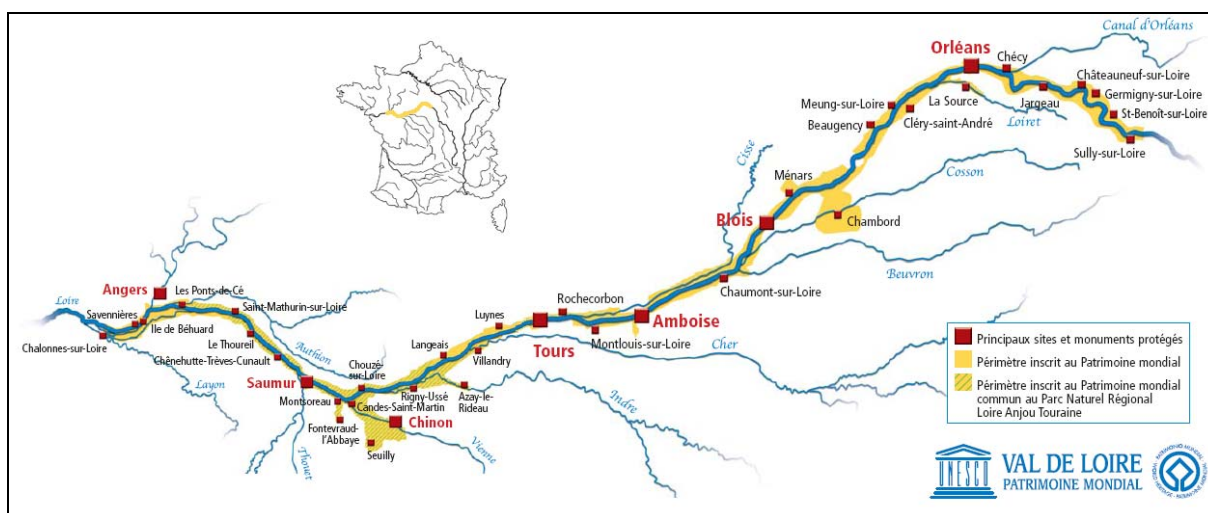 Canal d'Orléans
Orléans
Chécy
Châteauneuf-sur-Loire
Germigny-sur-Loire
St-Benoît-sur-Loire
Sully-sur-Loire
Jargeau
La Source
Loiret
Meung-sur-Loire
Cléry-saint-André
Beaugency
Cisse
Ménars
Cosson
Blois
Chambord
Beuvron
Chaumont-sur-Loire
Rochecorbon
Amboise
Montlouis-sur-Loire
Cher
Luynes
Tours
Langeais
Villandry
Angers
Les Ponts-de-Cé
Loire
Savennières
Saint-Mathurin-sur-Loire
Ile de Béhuard
Chalonnes-sur-Loire
Le Thoureil
Authion
Chênehutte-Trèves-Cunault
Layon
Chouzé-
sur-Loire
Saumur
Rigny-Ussé
Azay-le-
Rideau
Montsoreau
Candes-Saint-Martin
Indre
Fontevraud-
l'Abbaye
Chinon
Seuilly
Vienne
Thouet
Principaux sites et monuments protégés
Périmètre inscrit au Patrimoine mondial
Périmètre inscrit au Patrimoine mondial
commun au Parc Naturel Régional
Loire Anjou Touraine
UNESCO
VAL DE LOIRE
PATRIMOINE MONDIAL